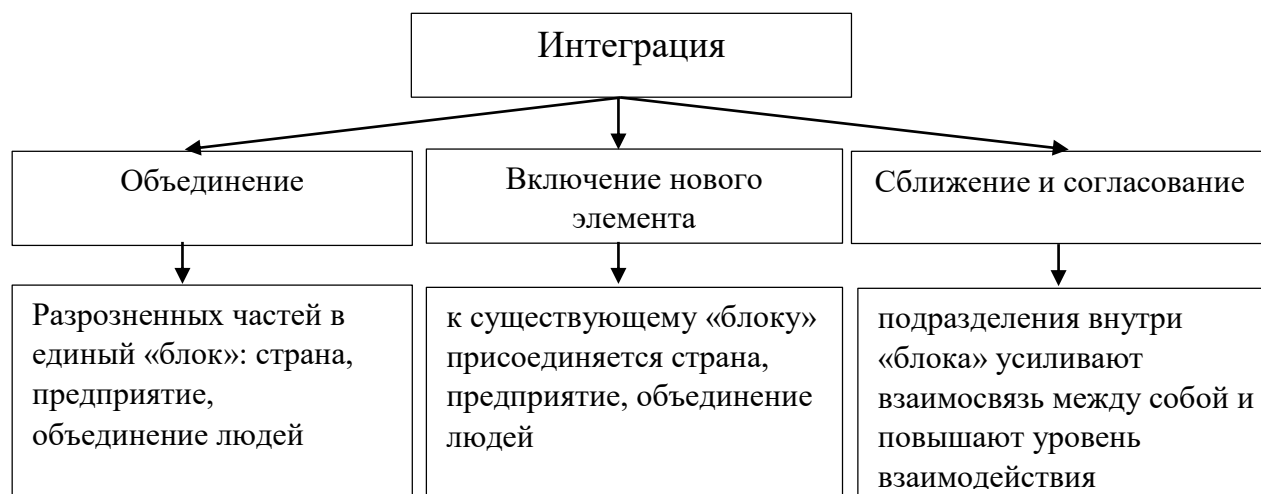 Интеграция
Объединение
Включение нового
элемента
Сближение и согласование
Разрозненных частей в
единый «блок»: страна,
предприятие,
объединение людей
к существующему «блоку»
присоединяется страна,
предприятие, объединение
людей
подразделения внутри
«блока» усиливают
взаимосвязь между собой и
повышают уровень
взаимодействия